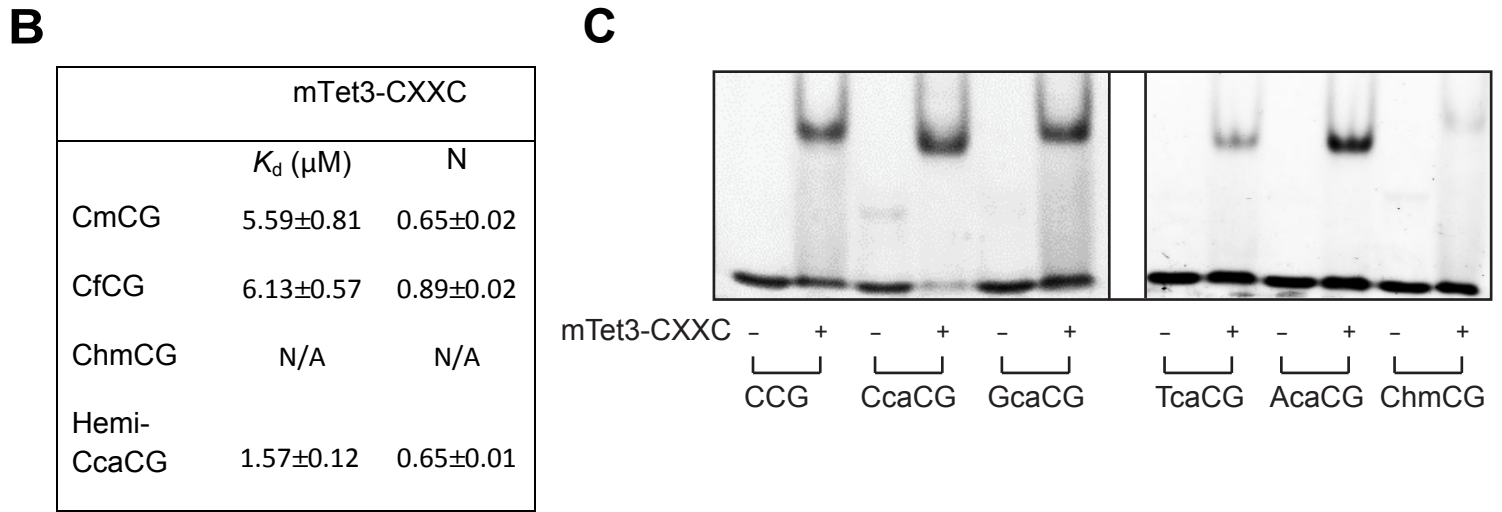 B
mTet3-CXXC
Kd (μM) N
CmCG 5.59±0.81 0.65±0.02
CfCG 6.13±0.57 0.89±0.02
ChmCG N/A N/A
Hemi-
CcaCG 1.57±0.12 0.65±0.01
C
mTet3-CXXC – + – + – + – + – + – +
CCG CcaCG GcaCG TcaCG AcaCG ChmCG